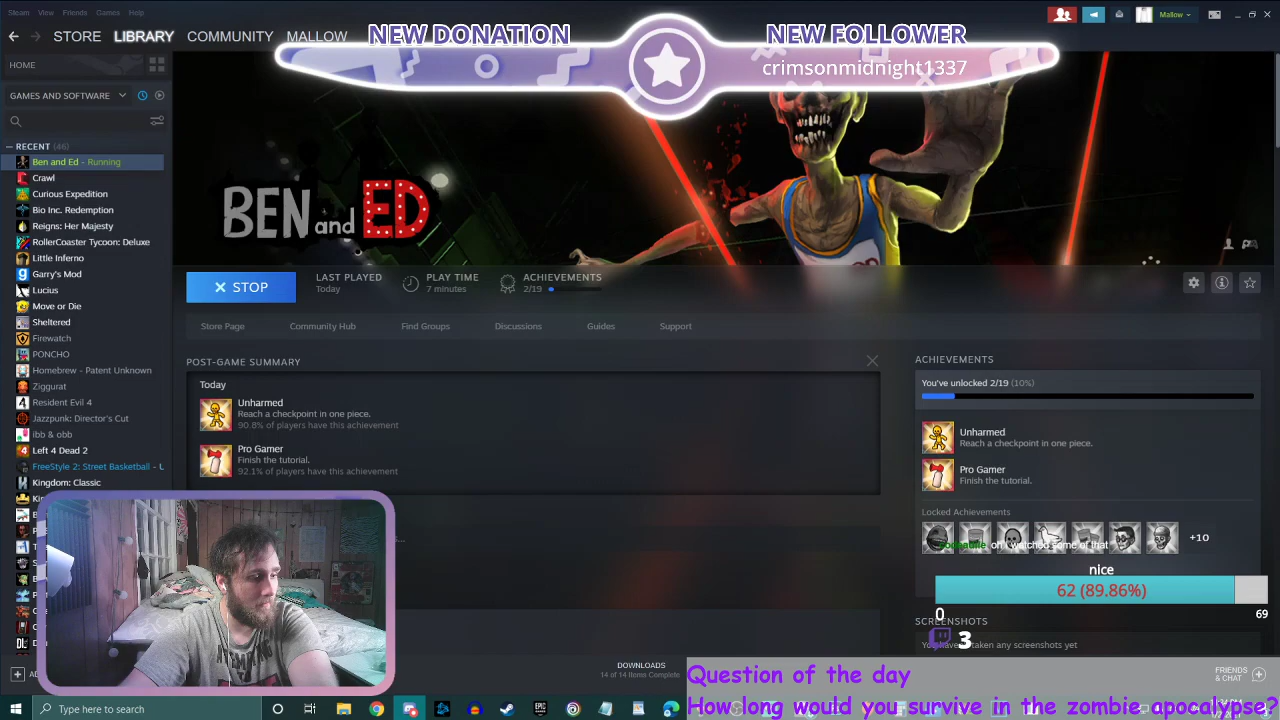 Steam View Friends Games Help
Mallow
STORE LIBRARY COMMUNITY MALLOW
NEW DONATION
NEW FOLLOWER
crimsonmidnight1337
HOME
GAMES AND SOFTWARE
RECENT (46)
Ben and Ed - Running
Crawl
Curious Expedition
Bio Inc. Redemption
Reigns: Her Majesty
RollerCoaster Tycoon: Deluxe
Little Inferno
Garry's Mod
Lucius
Move or Die
Sheltered
Firewatch
PONCHO
Homebrew - Patent Unknown
Ziggurat
Resident Evil 4
Jazzpunk: Director's Cut
ibb & obb
Left 4 Dead 2
FreeStyle 2: Street Basketball - U
Kingdom: Classic
BEN and ED
STOP
LAST PLAYED
Today
PLAY TIME
7 minutes
ACHIEVEMENTS
2/19
Store Page
Community Hub
Find Groups
Discussions
Guides
Support
POST-GAME SUMMARY
Today
Unharmed
Reach a checkpoint in one piece.
90.8% of players have this achievement
Pro Gamer
Finish the tutorial.
92.1% of players have this achievement
ACHIEVEMENTS
You've unlocked 2/19 (10%)
Unharmed
Reach a checkpoint in one piece.
Pro Gamer
Finish the tutorial.
Locked Achievements
+10
oh i watched some of that
nice
62 (89.86%)
0
69
SCREENSHOTS
3
taken any screenshots yet
DOWNLOADS
14 of 14 Items Complete
FRIENDS
& CHAT
Question of the day
How long would you survive in the zombie apocalypse?
Type here to search